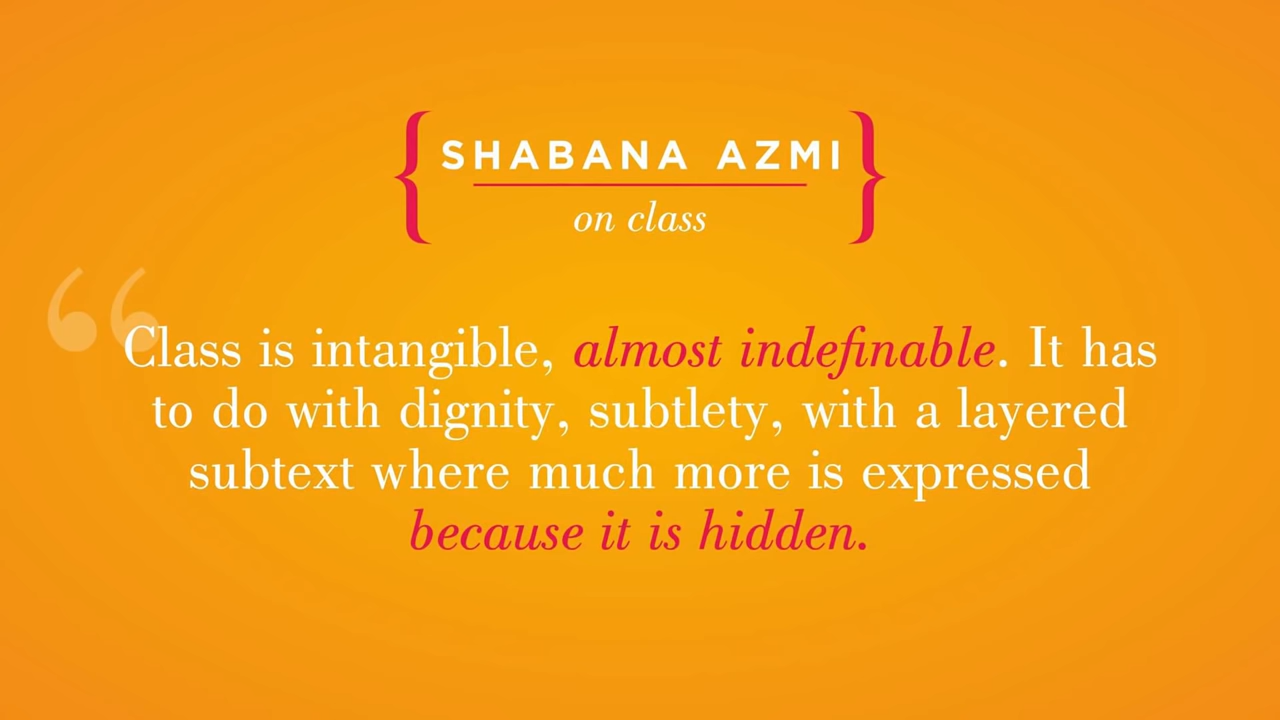 { SHABANA AZMI }
on class
“Class is intangible, almost indefinable. It has
to do with dignity, subtlety, with a layered
subtext where much more is expressed
because it is hidden.